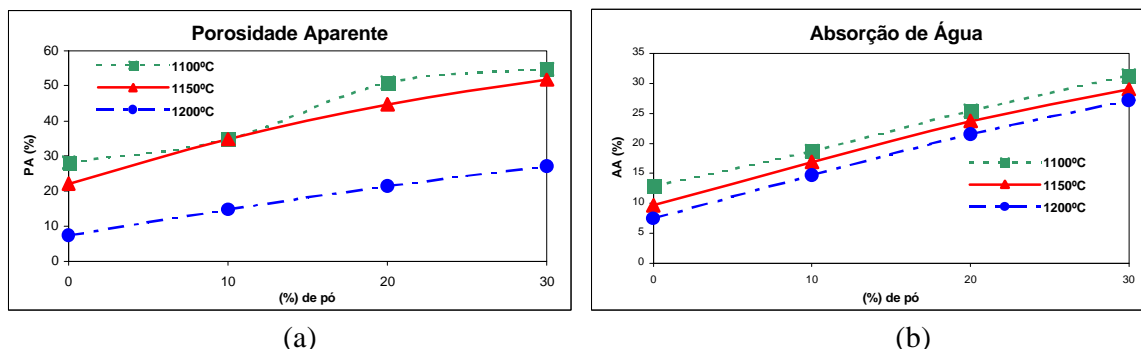 Porosidade Aparente
60
50
40
30
20
10
0
PA (%)
1100ºC
1150ºC
1200ºC
0 10 20 30
(%) de pó
(a)
Absorção de Água
35
30
25
20
15
10
5
0
AA (%)
1100ºC
1150ºC
1200ºC
0 10 20 30
(%) de pó
(b)